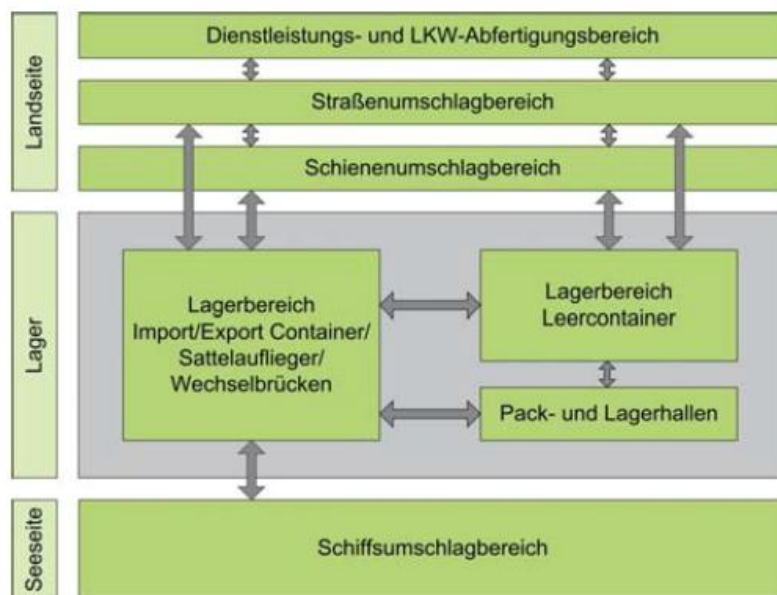 Landseite
Dienstleistungs- und LKW-Abfertigungsbereich
Straßenumschlagbereich
Schienenumschlagbereich
Lager
Lagerbereich
Import/Export Container/
Sattelauflieger/
Wechselbrücken
Lagerbereich
Leercontainer
Pack- und Lagerhallen
Seeseite
Schiffsumschlagbereich